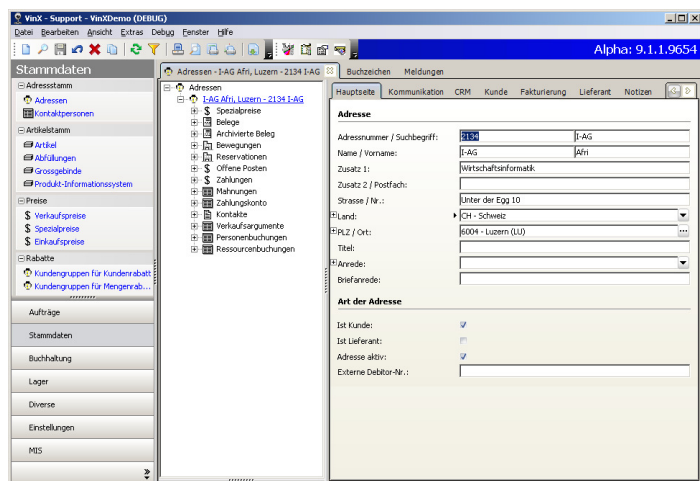 VinX - Support - VinXDemo (DEBUG)
Datei Bearbeiten Ansicht Extras Debug Fenster Hilfe
Alpha: 9.1.1.9654
Stammdaten
Adressstamm
Adressen
Kontaktpersonen
Artikelstamm
Artikel
Abfüllungen
Grossgebinde
Produkt-Informationssystem
Preise
Verkaufspreise
Spezialpreise
Einkaufspreise
Rabatte
Kundengruppen für Kundenrabatt
Kundengruppen für Mengenrab...
Aufträge
Stammdaten
Buchhaltung
Lager
Diverse
Einstellungen
MIS
Adressen - I-AG Afri, Luzern - 2134 I-AG
Buchzeichen
Meldungen
Adressen
I-AG Afri, Luzern - 2134 I-AG
Spezialpreise
Belege
Archivierte Beleg
Bewegungen
Reservationen
Offene Posten
Zahlungen
Mahnungen
Zahlungskonto
Kontakte
Verkaufsargumente
Personenbuchungen
Ressourcenbuchungen
Hauptseite Kommunikation CRM Kunde Fakturierung Lieferant Notizen
Adresse
Adressnummer / Suchbegriff: 2134 I-AG
Name / Vorname: I-AG Afri
Zusatz 1: Wirtschaftsinformatik
Zusatz 2 / Postfach:
Strasse / Nr.: Unter der Egg 10
Land: CH - Schweiz
PLZ / Ort: 6004 - Luzern (LU)
Titel:
Anrede:
Briefanrede:
Art der Adresse
Ist Kunde:
Ist Lieferant:
Adresse aktiv:
Externe Debitor-Nr.: